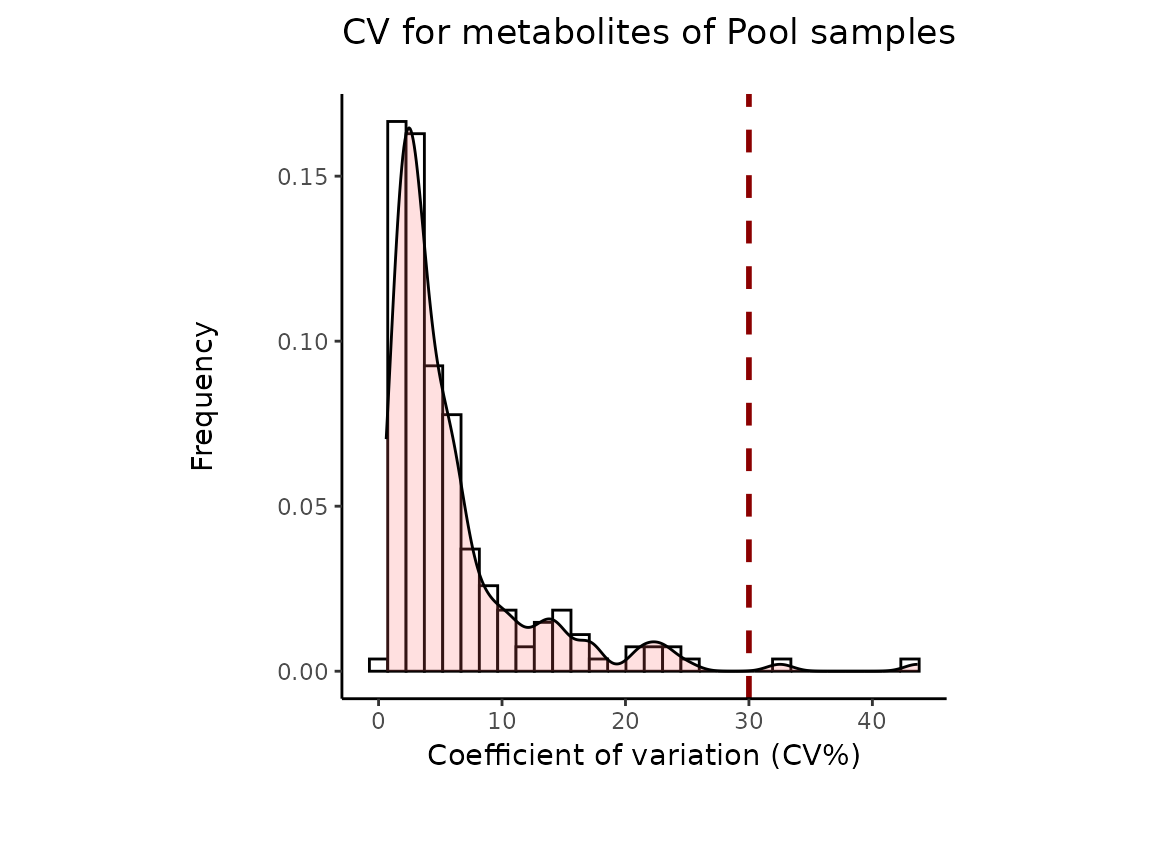 CV for metabolites of Pool samples
Frequency
0.15
0.10
0.05
0.00
0 10 20 30 40
Coefficient of variation (CV%)